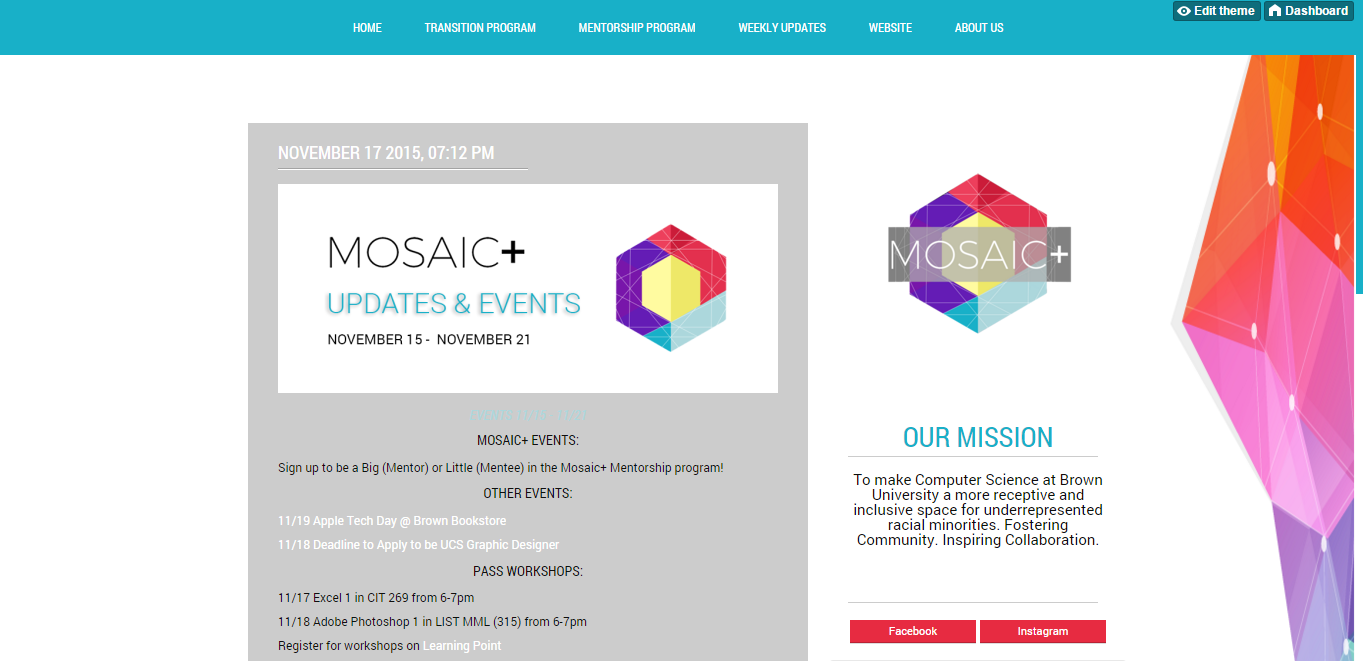 HOME TRANSITION PROGRAM MENTORSHIP PROGRAM WEEKLY UPDATES WEBSITE ABOUT US
Edit theme Dashboard
NOVEMBER 17 2015, 07:12 PM
MOSAIC+
UPDATES & EVENTS
NOVEMBER 15 - NOVEMBER 21
MOSAIC+ EVENTS:
Sign up to be a Big (Mentor) or Little (Mentee) in the Mosaic+ Mentorship program!
OTHER EVENTS:
11/19 Apple Tech Day @ Brown Bookstore
11/18 Deadline to Apply to be UCS Graphic Designer
PASS WORKSHOPS:
11/17 Excel 1 in CIT 269 from 6-7pm
11/18 Adobe Photoshop 1 in LIST MML (315) from 6-7pm
Register for workshops on Learning Point
MOSAIC+
OUR MISSION
To make Computer Science at Brown
University a more receptive and
inclusive space for underrepresented
racial minorities. Fostering
Community. Inspiring Collaboration.
Facebook Instagram